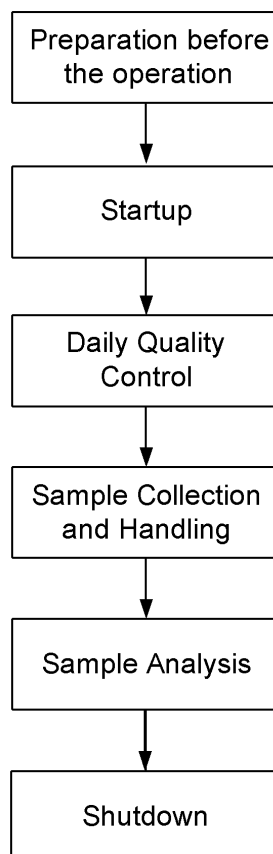 Preparation before
the operation
Startup
Daily Quality
Control
Sample Collection
and Handling
Sample Analysis
Shutdown